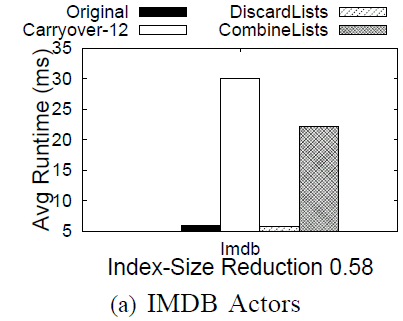 Original DiscardLists
Carryover-12 CombineLists
35
30
25
20
15
10
5
Avg Runtime (ms)
Imdb
Index-Size Reduction 0.58
(a) IMDB Actors